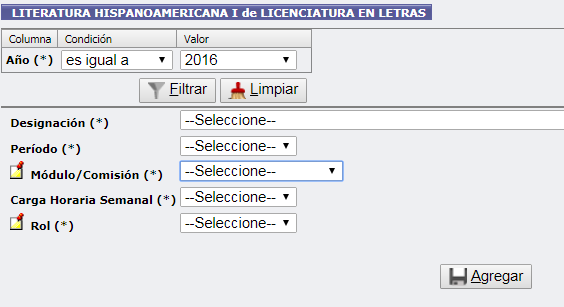 LITERATURA HISPANOAMERICANA I de LICENCIATURA EN LETRAS
Columna Condición Valor
Año (*) es igual a 2016
Filtrar Limpiar
Designación (*) --Seleccione--
Período (*) --Seleccione--
Módulo/Comisión (*) --Seleccione--
Carga Horaria Semanal (*) --Seleccione--
Rol (*) --Seleccione--
Agregar